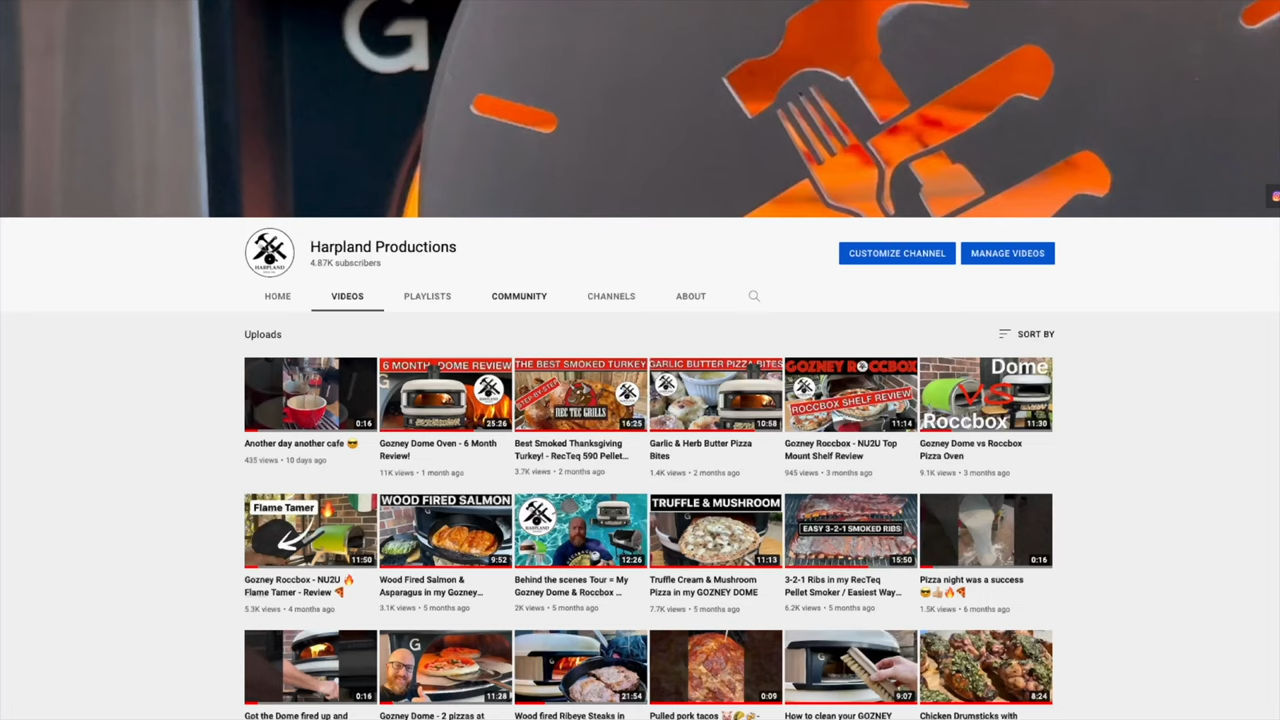 G
Harpland Productions
4.87K subscribers
CUSTOMIZE CHANNEL
MANAGE VIDEOS
HOME
VIDEOS
PLAYLISTS
COMMUNITY
CHANNELS
ABOUT
Uploads
SORT BY
0:16
6 MONTH DOME REVIEW
G
25:26
THE BEST SMOKED TURKEY
STEP-BY-STEP
REC TEC GRILLS
16:25
GARLIC BUTTER PIZZA BITES
10:58
GOZNEY ROCCBOX
ROCCBOX SHELF REVIEW
11:14
Dome
VS
Roccbox
11:30
Another day another cafe 😎
435 views • 10 days ago
Gozney Dome Oven - 6 Month
Review!
11K views • 1 month ago
Best Smoked Thanksgiving
Turkey! - RecTeq 590 Pellet...
3.7K views • 2 months ago
Garlic & Herb Butter Pizza
Bites
1.4K views • 2 months ago
Gozney Roccbox - NU2U Top
Mount Shelf Review
945 views • 3 months ago
Gozney Dome vs Roccbox
Pizza Oven
9.1K views • 3 months ago
Flame Tamer
11:50
WOOD FIRED SALMON
9:52
HARPLAND
12:26
TRUFFLE & MUSHROOM
G
11:13
EASY 3-2-1 SMOKED RIBS
15:50
0:16
Gozney Roccbox - NU2U 🔥
Flame Tamer - Review 🍕
5.3K views • 4 months ago
Wood Fired Salmon &
Asparagus in my Gozney...
3.1K views • 5 months ago
Behind the scenes Tour = My
Gozney Dome & Roccbox ...
2K views • 5 months ago
Truffle Cream & Mushroom
Pizza in my GOZNEY DOME
7.7K views • 5 months ago
3-2-1 Ribs in my RecTeq
Pellet Smoker / Easiest Way...
6.2K views • 5 months ago
Pizza night was a success
😎👍🔥🍕
1.5K views • 6 months ago
0:16
G
11:28
21:54
0:09
G
9:07
8:24
Got the Dome fired up and
Gozney Dome - 2 pizzas at
Wood fired Ribeye Steaks in
Pulled pork tacos 🐷🌮🍻-
How to clean your GOZNEY
Chicken Drumsticks with